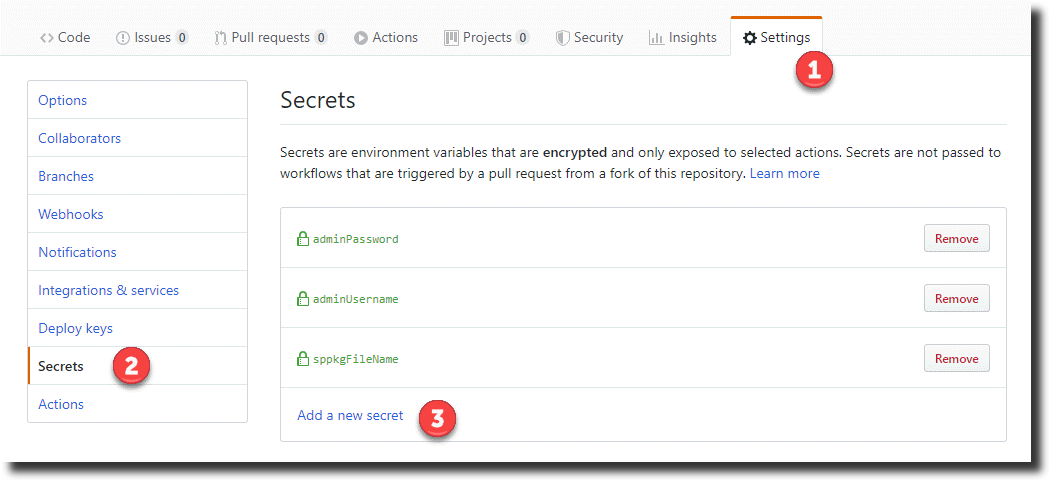 Code Issues 0 Pull requests 0 Actions Projects 0 Security Insights Settings
1
Options
Collaborators
Branches
Webhooks
Notifications
Integrations & services
Deploy keys
Secrets 2
Actions
Secrets
Secrets are environment variables that are encrypted and only exposed to selected actions. Secrets are not passed to
workflows that are triggered by a pull request from a fork of this repository. Learn more
adminPassword Remove
adminUsername Remove
sppkgFileName Remove
Add a new secret 3